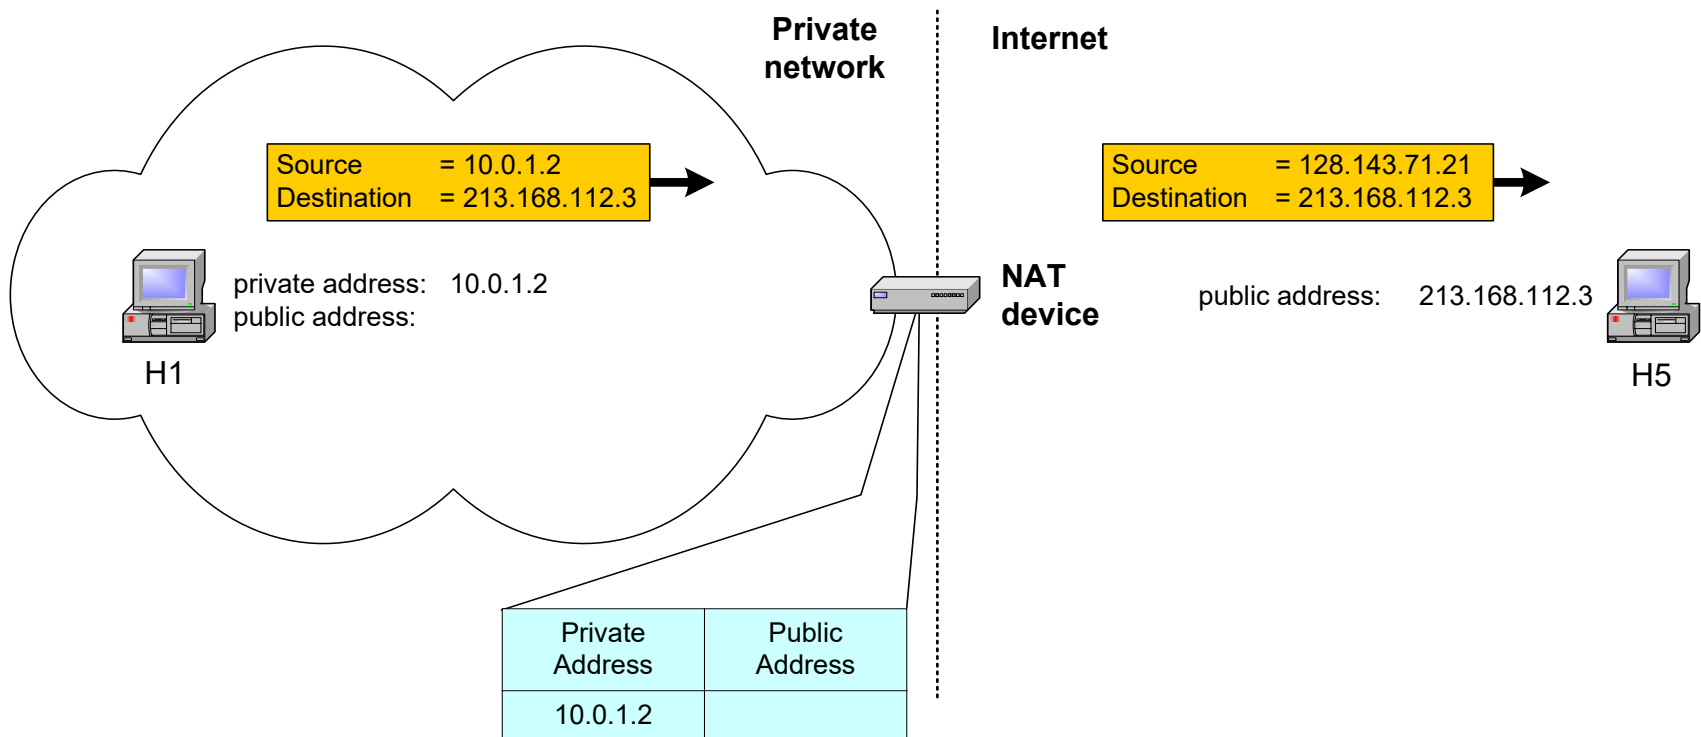 Private
network
Internet
Source = 10.0.1.2
Destination = 213.168.112.3
Source = 128.143.71.21
Destination = 213.168.112.3
private address: 10.0.1.2
public address:
H1
NAT
device
public address: 213.168.112.3
H5
Private
Address
Public
Address
10.0.1.2